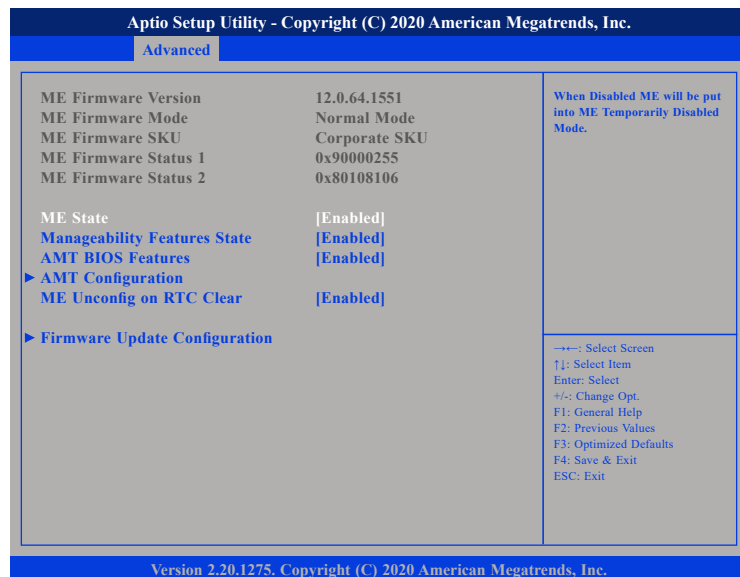 Aptio Setup Utility - Copyright (C) 2020 American Megatrends, Inc.
Advanced
ME Firmware Version 12.0.64.1551
ME Firmware Mode Normal Mode
ME Firmware SKU Corporate SKU
ME Firmware Status 1 0x90000255
ME Firmware Status 2 0x80108106
ME State [Enabled]
Manageability Features State [Enabled]
AMT BIOS Features [Enabled]
► AMT Configuration
ME Unconfig on RTC Clear [Enabled]
► Firmware Update Configuration
When Disabled ME will be put
into ME Temporarily Disabled
Mode.
→←: Select Screen
↑↓: Select Item
Enter: Select
+/-: Change Opt.
F1: General Help
F2: Previous Values
F3: Optimized Defaults
F4: Save & Exit
ESC: Exit
Version 2.20.1275. Copyright (C) 2020 American Megatrends, Inc.